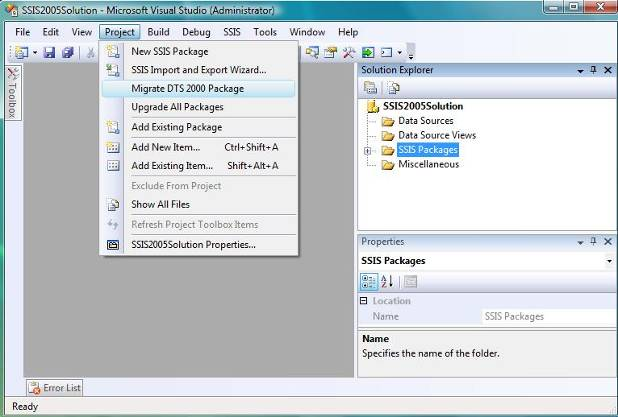 SSIS2005Solution - Microsoft Visual Studio (Administrator)
File Edit View Project Build Debug SSIS Tools Window Help
New SSIS Package
SSIS Import and Export Wizard...
Migrate DTS 2000 Package
Upgrade All Packages
Add Existing Package
Add New Item... Ctrl+Shift+A
Add Existing Item... Shift+Alt+A
Exclude From Project
Show All Files
Refresh Project Toolbox Items
SSIS2005Solution Properties...
Toolbox
Solution Explorer
SSIS2005Solution
Data Sources
Data Source Views
SSIS Packages
Miscellaneous
Properties
SSIS Packages
Location
Name SSIS Packages
Name
Specifies the name of the folder.
Error List
Ready